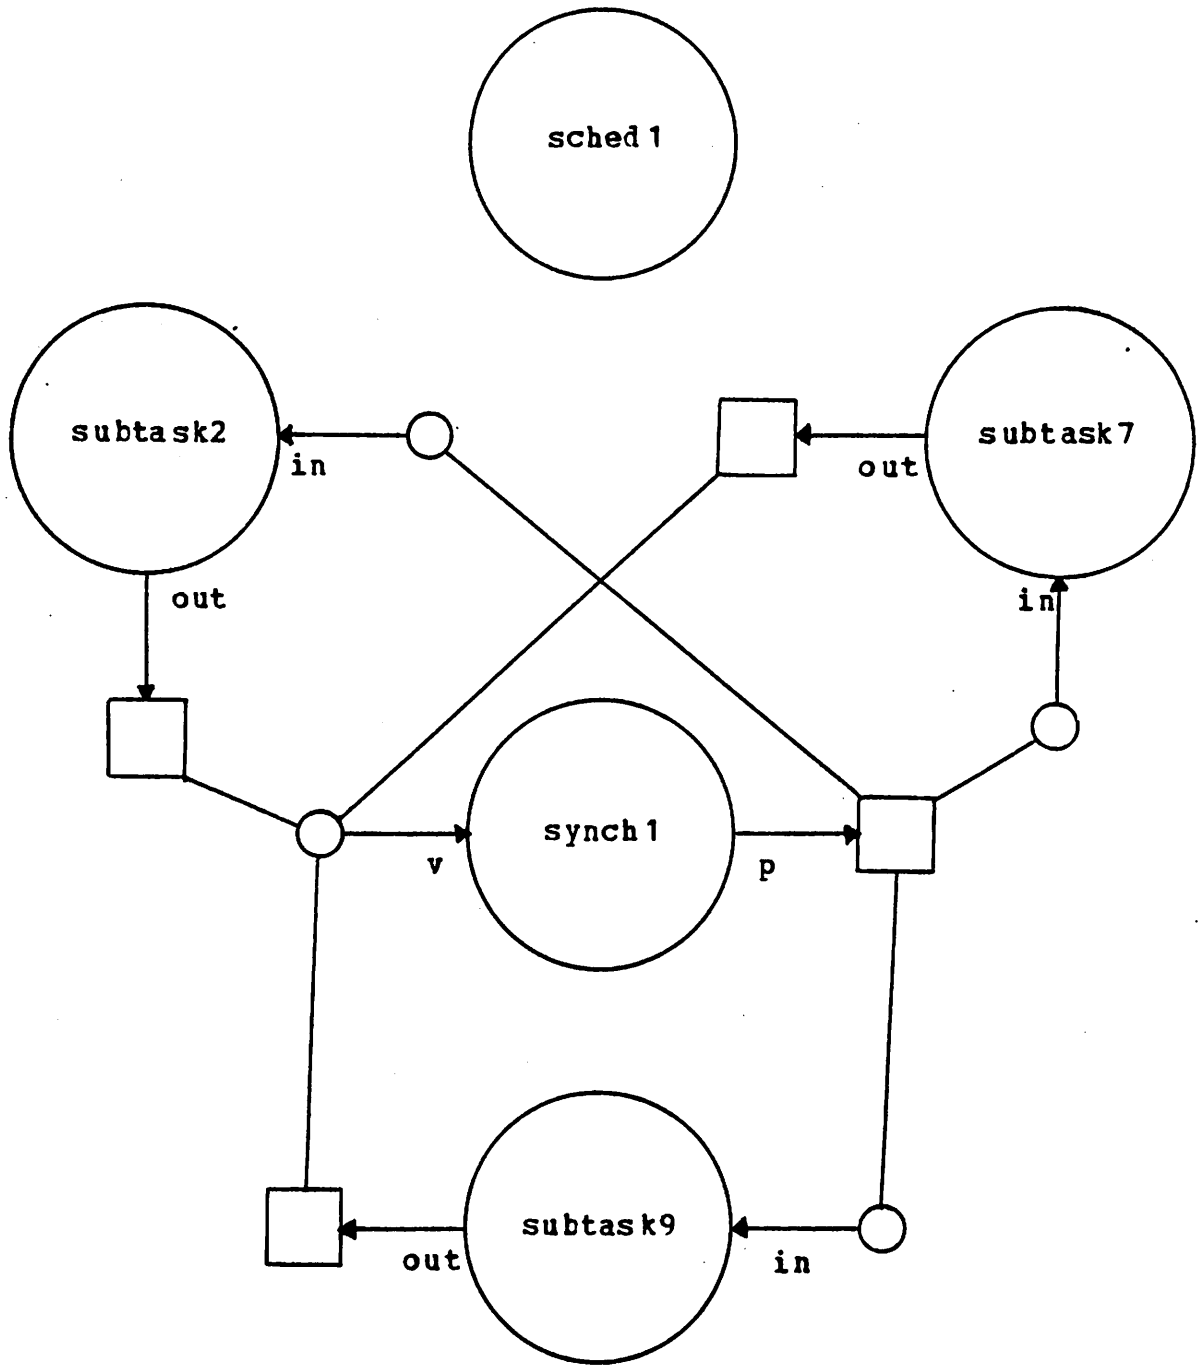 sched1
subtask2
subtask7
in
out
out
in
synch1
v
p
subtask9
out
in